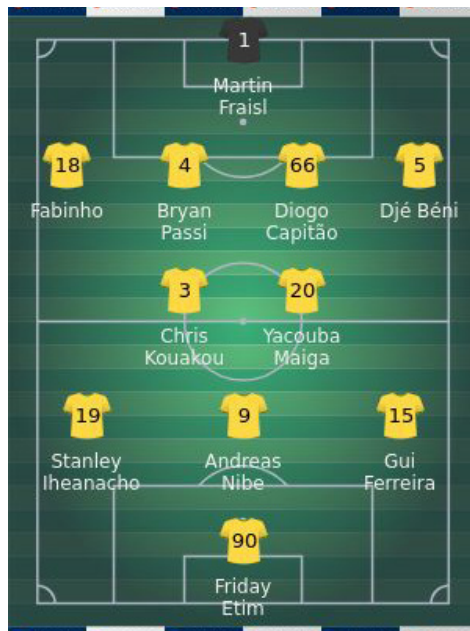 1
Martin
Fraisl
18 4 66 5
Fabinho Bryan Diogo Djé Béni
Passi Capitão
3 20
Chris Yacouba
Kouakou Maiga
19 9 15
Stanley Andreas Gui
Iheanacho Nibe Ferreira
90
Friday
Etim